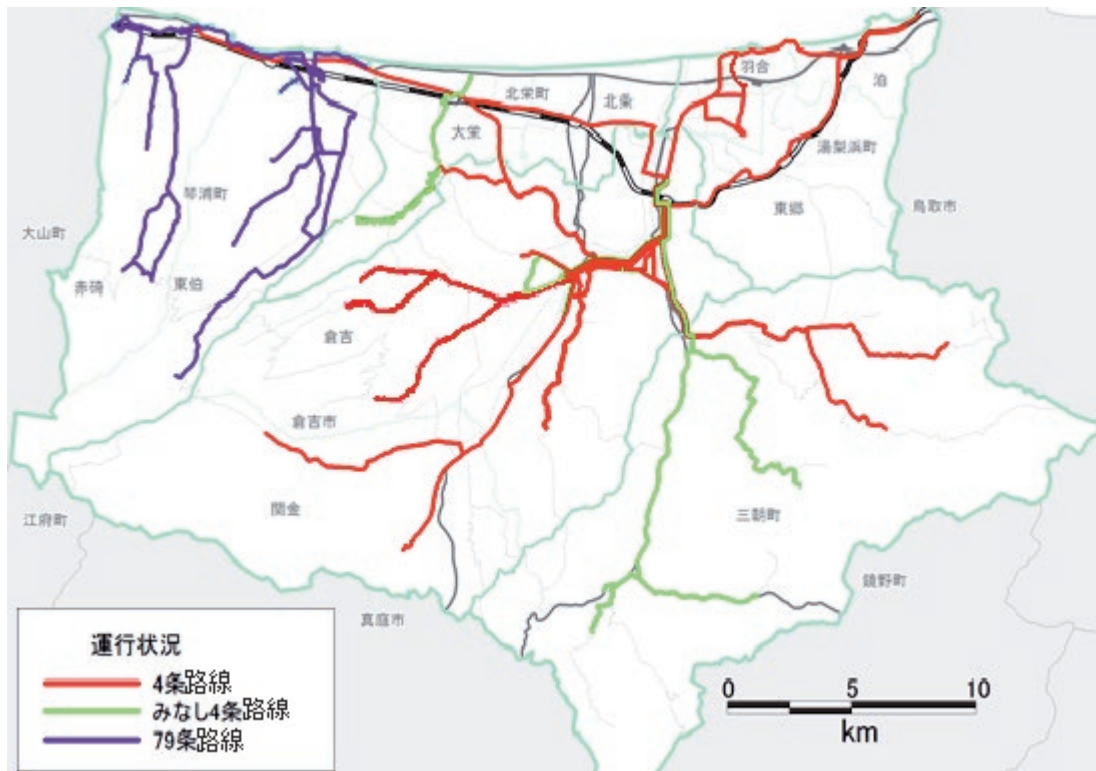 羽合
泊
北栄町
北条
大栄
湯梨浜町
東郷
鳥取市
琴浦町
大山町
赤碕
東伯
倉吉
倉吉市
関金
三朝町
江府町
鏡野町
真庭市
運行状況
4条路線
みなし4条路線
79条路線
0 5 10
km